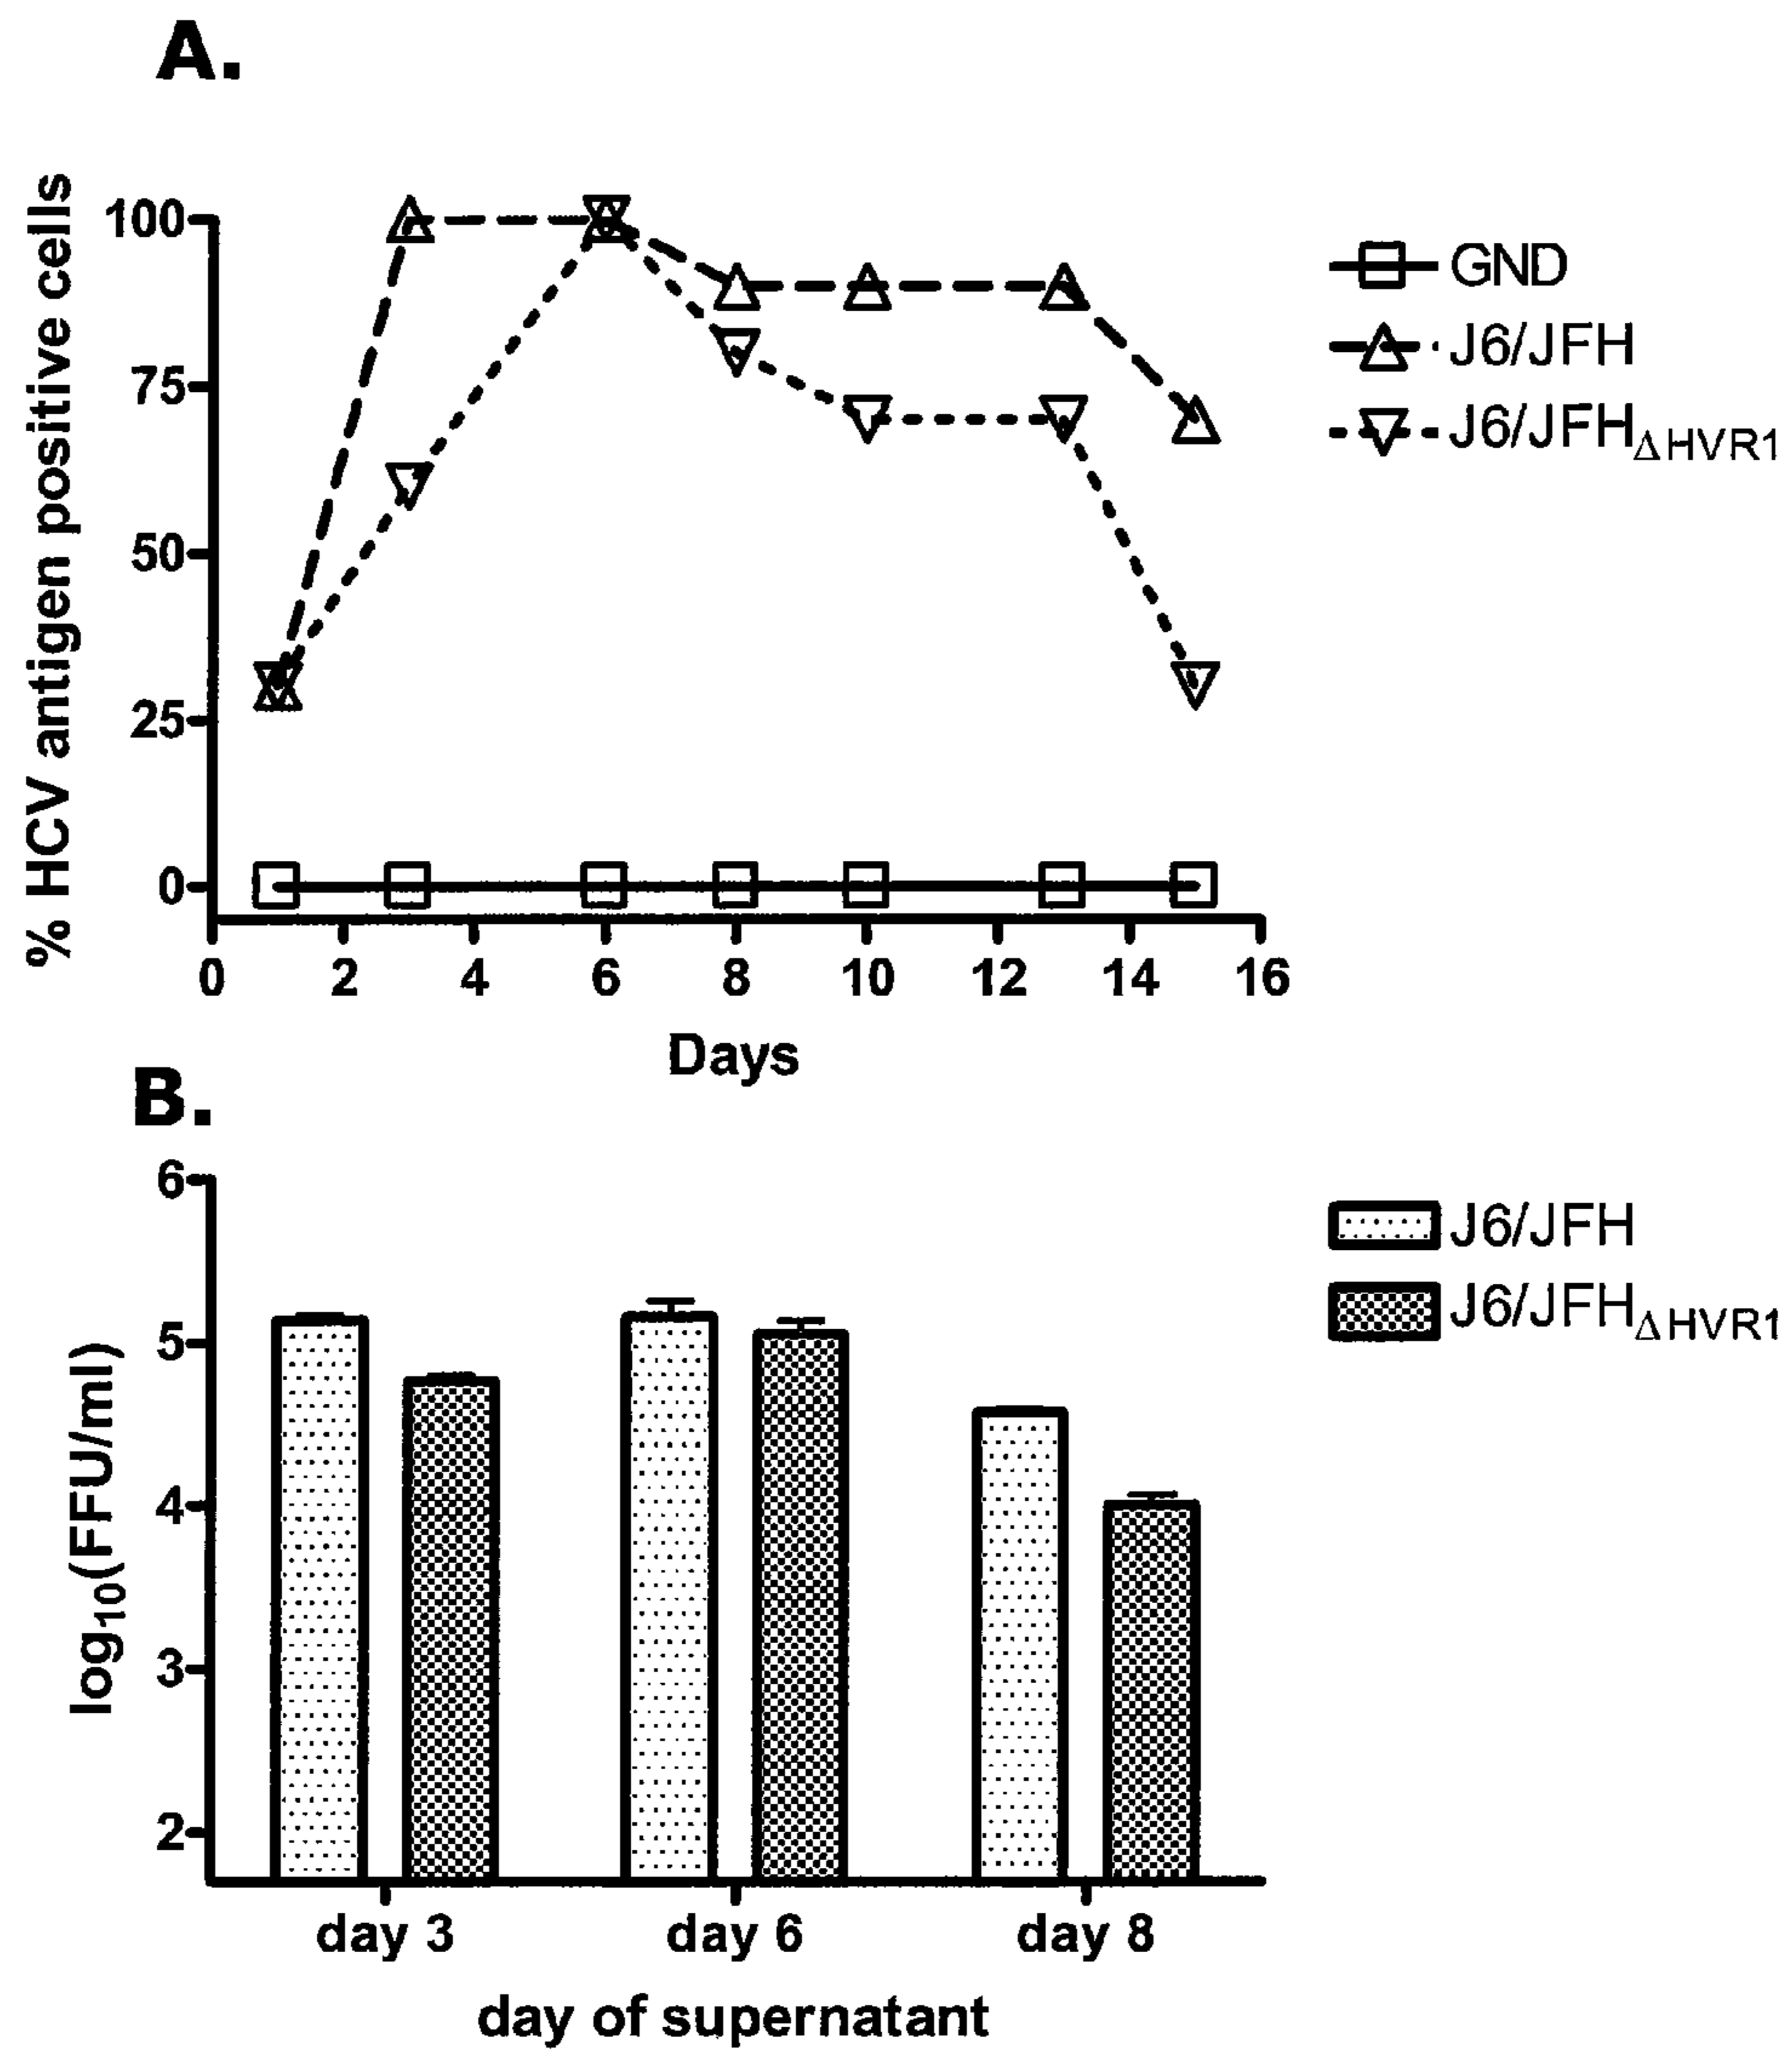 A.
% HCV antigen positive cells
100
75
50
25
0
0 2 4 6 8 10 12 14 16
Days
GND
J6/JFH
J6/JFHΔHVR1
B.
log10(FFU/ml)
6
5
4
3
2
day 3 day 6 day 8
day of supernatant
J6/JFH
J6/JFHΔHVR1